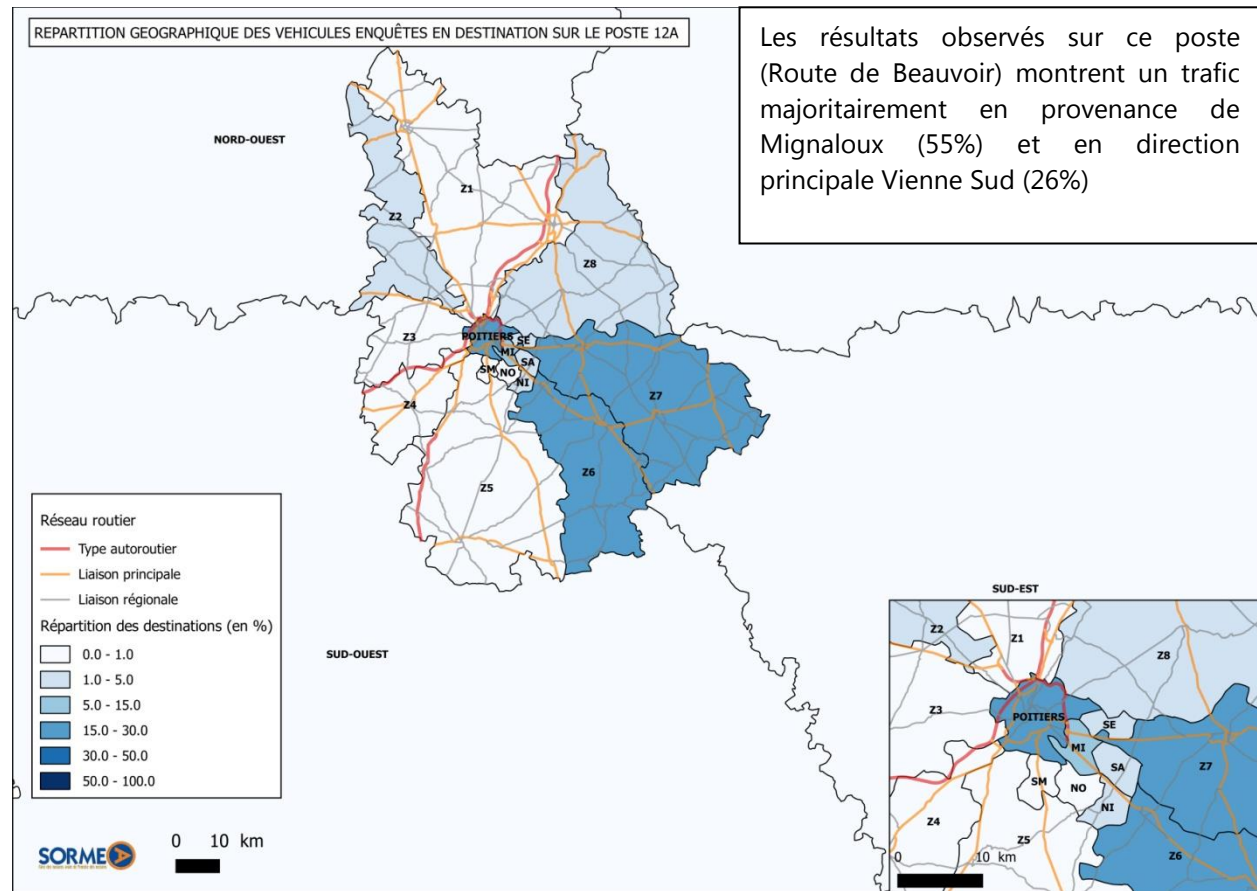 REPARTITION GEOGRAPHIQUE DES VEHICULES ENQUÊTES EN DESTINATION SUR LE POSTE 12A
Les résultats observés sur ce poste
(Route de Beauvoir) montrent un trafic
majoritairement en provenance de
Mignaloux (55%) et en direction
principale Vienne Sud (26%)
NORD-OUEST
Z1
Z2
Z8
Z3
POITIERS
SE
MI
SA
SM
NO
NI
Z4
Z7
Z6
Z5
Réseau routier
Type autoroutier
Liaison principale
Liaison régionale
Répartition des destinations (en %)
0.0 - 1.0
1.0 - 5.0
5.0 - 15.0
15.0 - 30.0
30.0 - 50.0
50.0 - 100.0
SUD-OUEST
SUD-EST
Z2
Z1
Z8
Z3
POITIERS
SE
MI
SA
Z7
SM
NO
NI
Z4
Z5
Z6
0 10 km
SORMEA
0 10 km